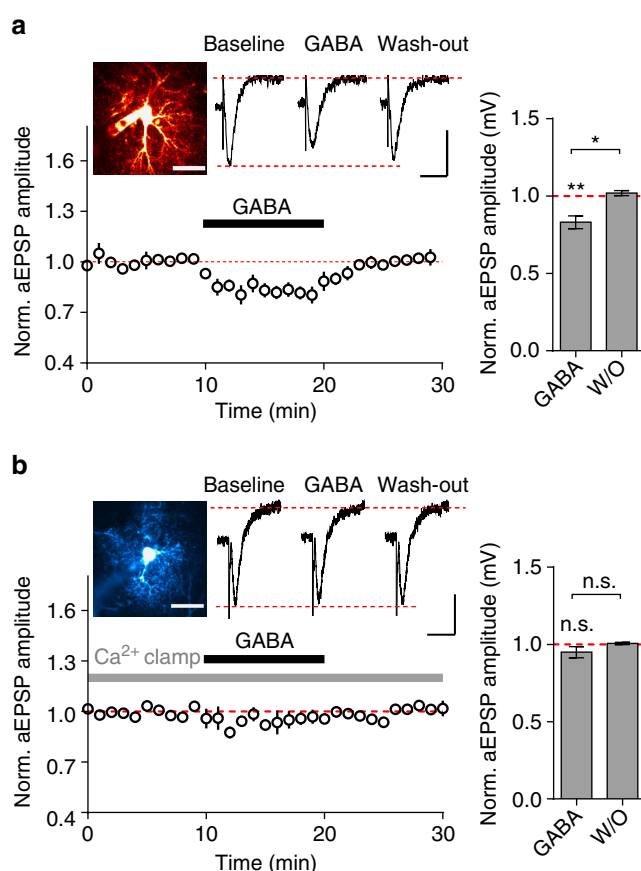 a
Baseline GABA Wash-out
Norm. aEPSP amplitude
1.6
1.3
1.0
0.7
0.4
GABA
0 10 20 30
Time (min)
Norm. aEPSP amplitude (mV)
1.5
1.0
0.5
0.0
*
**
GABA W/O
b
Baseline GABA Wash-out
Norm. aEPSP amplitude
1.6
1.3
1.0
0.7
0.4
GABA
Ca²⁺ clamp
0 10 20 30
Time (min)
Norm. aEPSP amplitude (mV)
1.5
1.0
0.5
0.0
n.s.
n.s.
GABA W/O